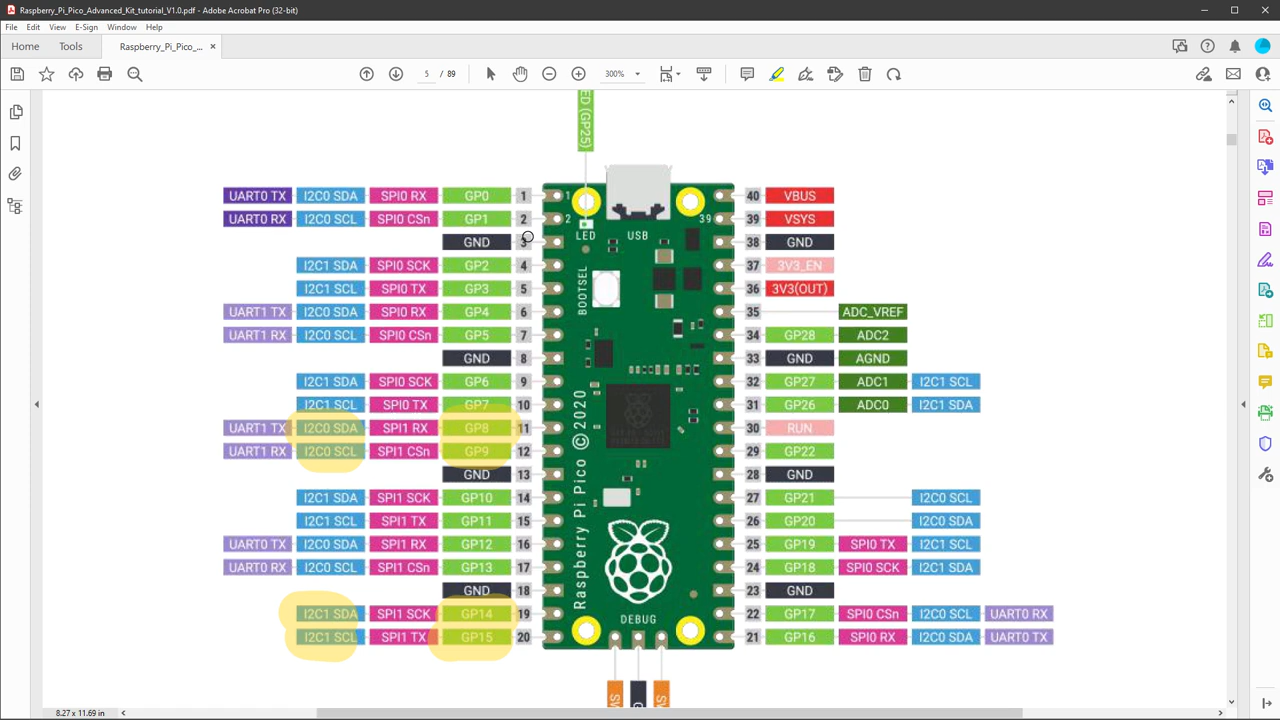 Raspberry_Pi_Pico_Advanced_Kit_tutorial_V1.0.pdf - Adobe Acrobat Pro (32-bit)
File Edit View E-Sign Window Help
Home Tools Raspberry_Pi_Pico_... ×
5 / 89 300%
ED (GP25)
UART0 TX I2C0 SDA SPI0 RX GP0 1 1 40 VBUS
UART0 RX I2C0 SCL SPI0 CSn GP1 2 2 39 39 VSYS
GND 3 LED USB 38 GND
I2C1 SDA SPI0 SCK GP2 4 37 3V3_EN
I2C1 SCL SPI0 TX GP3 5 BOOTSEL 36 3V3(OUT)
UART1 TX I2C0 SDA SPI0 RX GP4 6 35 ADC_VREF
UART1 RX I2C0 SCL SPI0 CSn GP5 7 34 GP28 ADC2
GND 8 33 GND AGND
I2C1 SDA SPI0 SCK GP6 9 32 GP27 ADC1 I2C1 SCL
I2C1 SCL SPI0 TX GP7 10 31 GP26 ADC0 I2C1 SDA
UART1 TX I2C0 SDA SPI1 RX GP8 11 30 RUN
UART1 RX I2C0 SCL SPI1 CSn GP9 12 29 GP22
GND 13 28 GND
I2C1 SDA SPI1 SCK GP10 14 27 GP21 I2C0 SCL
I2C1 SCL SPI1 TX GP11 15 26 GP20 I2C0 SDA
UART0 TX I2C0 SDA SPI1 RX GP12 16 25 GP19 SPI0 TX I2C1 SCL
UART0 RX I2C0 SCL SPI1 CSn GP13 17 24 GP18 SPI0 SCK I2C1 SDA
GND 18 23 GND
I2C1 SDA SPI1 SCK GP14 19 22 GP17 SPI0 CSn I2C0 SCL UART0 RX
I2C1 SCL SPI1 TX GP15 20 21 GP16 SPI0 RX I2C0 SDA UART0 TX
Raspberry Pi Pico © 2020
DEBUG
SW G SW
8.27 x 11.69 in